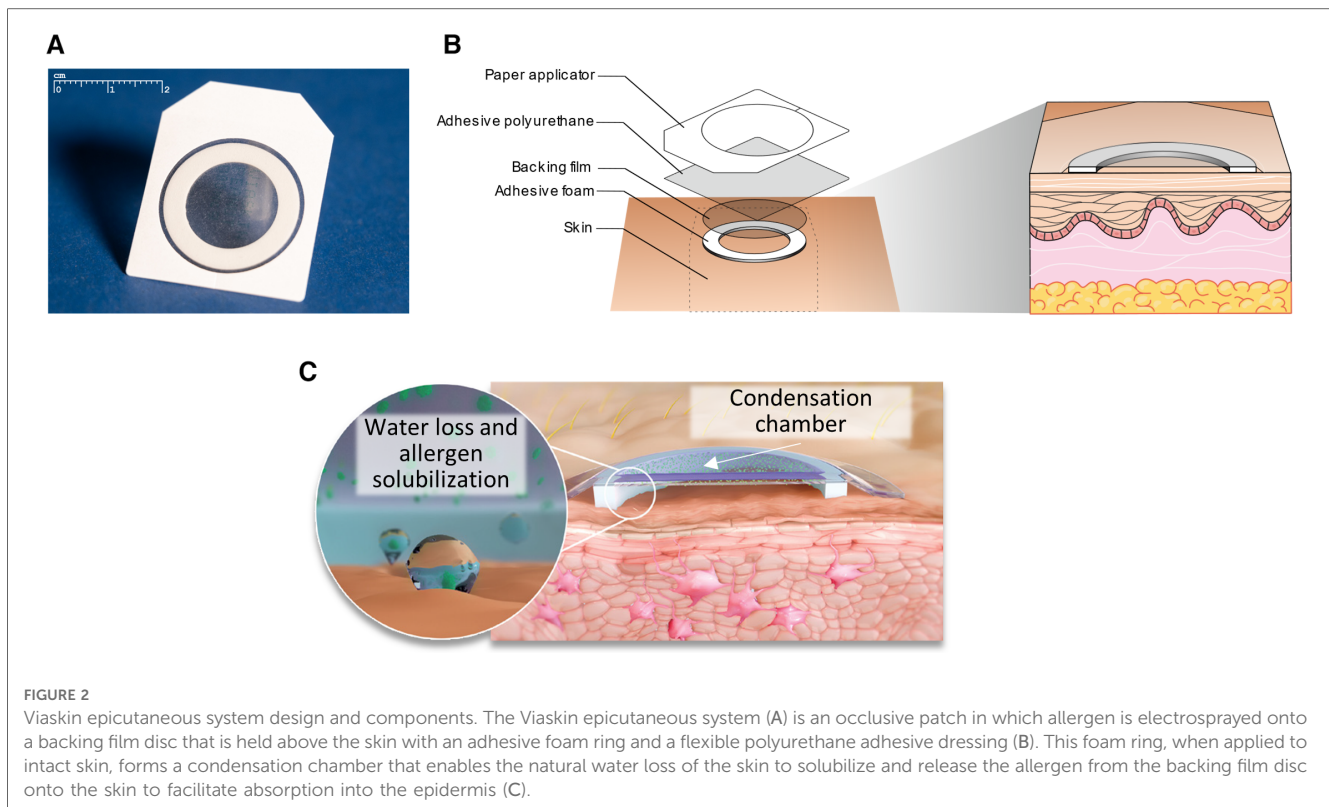 A
cm
0 1 2
B
Paper applicator
Adhesive polyurethane
Backing film
Adhesive foam
Skin
C
Water loss and
allergen
solubilization
Condensation
chamber
FIGURE 2
Viaskin epicutaneous system design and components. The Viaskin epicutaneous system (A) is an occlusive patch in which allergen is electrosprayed onto
a backing film disc that is held above the skin with an adhesive foam ring and a flexible polyurethane adhesive dressing (B). This foam ring, when applied to
intact skin, forms a condensation chamber that enables the natural water loss of the skin to solubilize and release the allergen from the backing film disc
onto the skin to facilitate absorption into the epidermis (C).